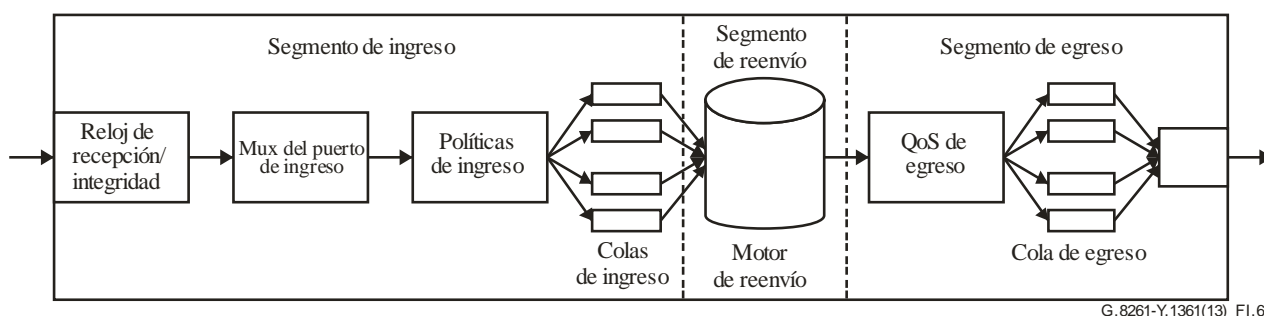 Segmento de ingreso
Segmento
de reenvío
Segmento de egreso
Reloj de
recepción/
integridad
Mux del puerto
de ingreso
Políticas
de ingreso
QoS de
egreso
Colas
de ingreso
Motor
de reenvío
Cola de egreso
G.8261-Y.1361(13)_FI.6